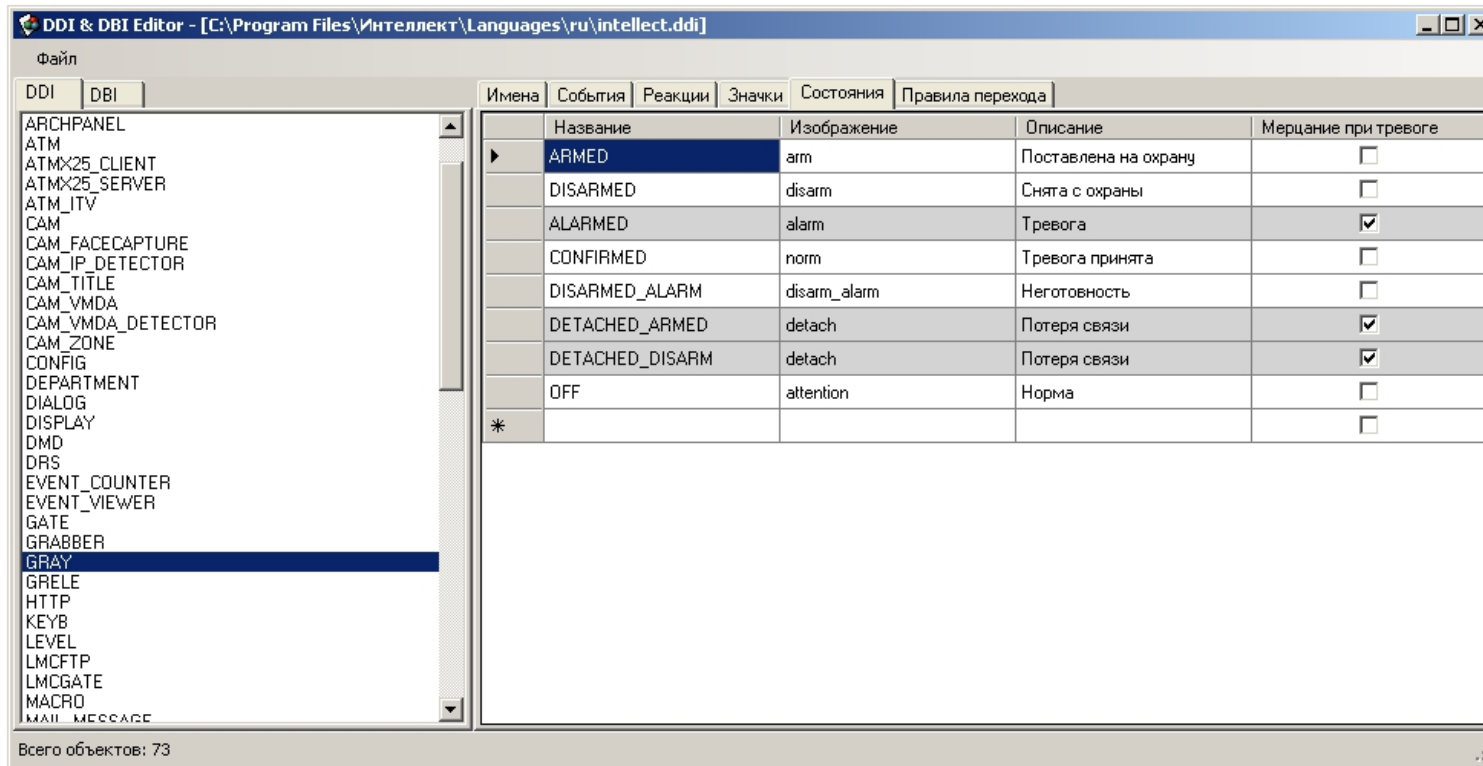 DDI & DBI Editor - [C:\Program Files\Интеллект\Languages\ru\intellect.ddi]
Файл
DDI DBI
ARCHPANEL
ATM
ATMX25_CLIENT
ATMX25_SERVER
ATM_ITV
CAM
CAM_FACECAPTURE
CAM_IP_DETECTOR
CAM_TITLE
CAM_VMDA
CAM_VMDA_DETECTOR
CAM_ZONE
CONFIG
DEPARTMENT
DIALOG
DISPLAY
DMD
DRS
EVENT_COUNTER
EVENT_VIEWER
GATE
GRABBER
GRAY
GRELE
HTTP
KEYB
LEVEL
LMCFTP
LMCGATE
MACRO
MAIL_MESSAGE
Имена События Реакции Значки Состояния Правила перехода
Название Изображение Описание Мерцание при тревоге
ARMED arm Поставлена на охрану
DISARMED disarm Снята с охраны
ALARMED alarm Тревога
CONFIRMED norm Тревога принята
DISARMED_ALARM disarm_alarm Неготовность
DETACHED_ARMED detach Потеря связи
DETACHED_DISARM detach Потеря связи
OFF attention Норма
Всего объектов: 73